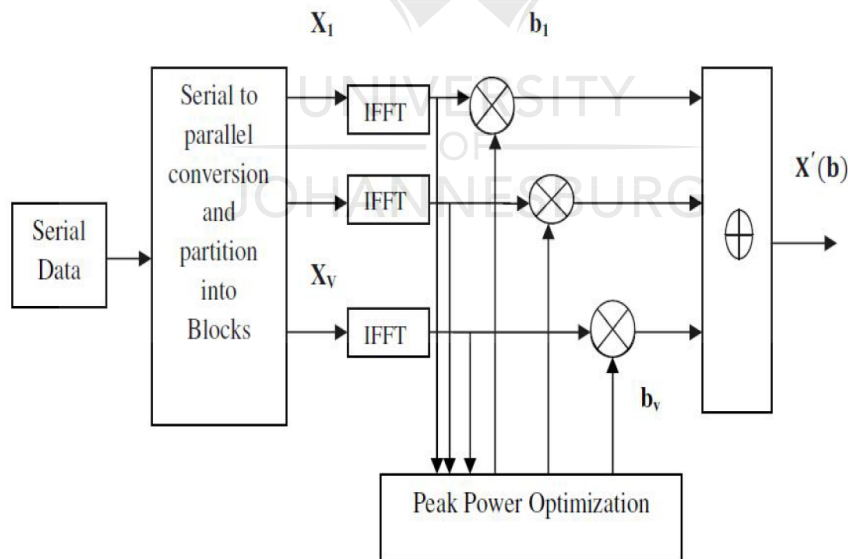 X₁
b₁
Serial to
parallel
conversion
and
partition
into
Blocks
IFFT
IFFT
IFFT
UNIVERSITY
OF
JOHANNESBURG
X′(b)
Serial
Data
Xᵥ
bᵥ
Peak Power Optimization